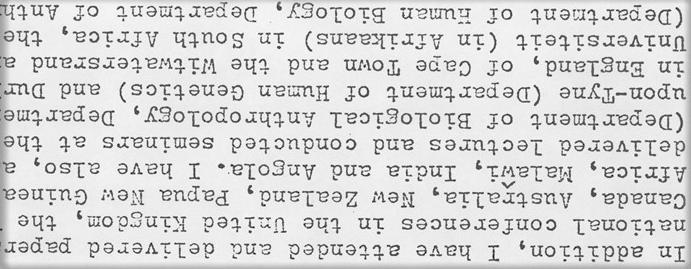 In addition, I have attended and delivered paper
national conferences in the United Kingdom, the
Canada, Australia, New Zealand, Papua New Guinea
Africa, Malawi, India and Angola. I have also, a
delivered lectures and conducted seminars at the
(Department of Biological Anthropology, Departme
upon-Tyne (Department of Human Genetics) and Dur
in England, of Cape Town and the Witwatersrand a
Universiteit (in Afrikaans) in South Africa, the
(Department of Human Biology, Department of Anth